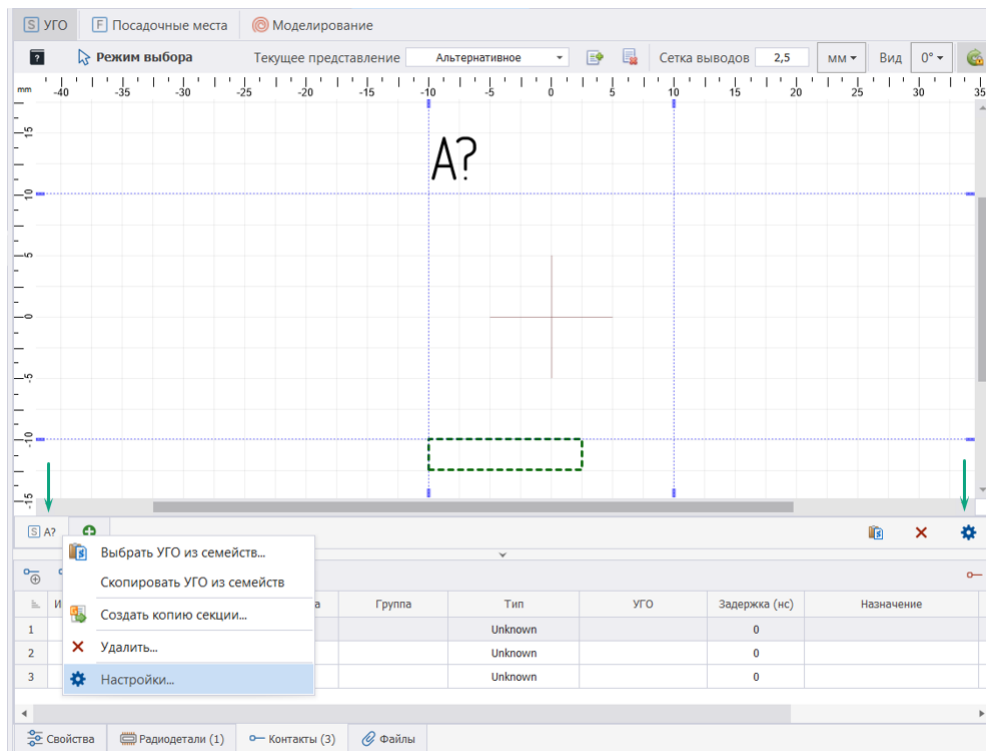 S УГО F Посадочные места Моделирование
? Режим выбора Текущее представление Альтернативное Сетка выводов 2,5 мм Вид 0°
mm -40 -35 -30 -25 -20 -15 -10 -5 0 5 10 15 20 25 30 35
A?
-15
-10
-5
-0
-5
-10
-15
S A?
Выбрать УГО из семейств...
Скопировать УГО из семейств
Создать копию секции...
Удалить...
Настройки...
И а Группа Тип УГО Задержка (нс) Назначение
1 Unknown 0
2 Unknown 0
3 Unknown 0
Свойства Радиодетали (1) Контакты (3) Файлы